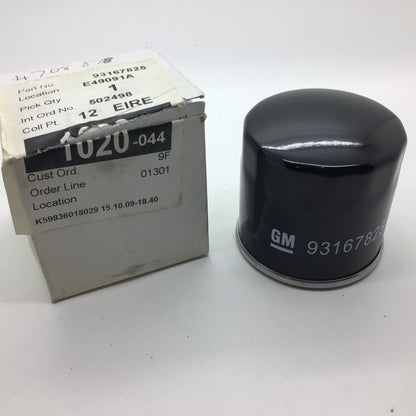 Part No 93167825
Location E49091A
Pick Qty 1
Int Ord No. 502498
Coll Pt. 12 EIRE
1020-044
9F
Cust Ord.
Order Line 01301
Location
K59836018029 15.10.09-18.40
GM 93167825